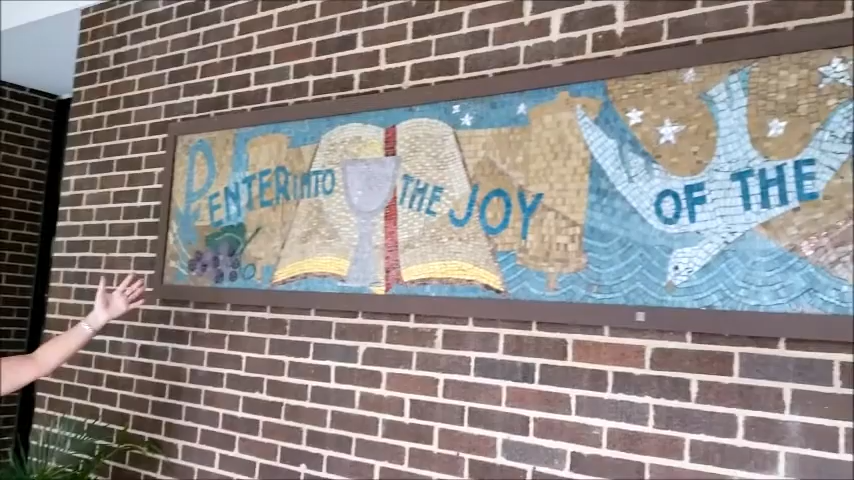 ENTER INTO THE JOY OF THE